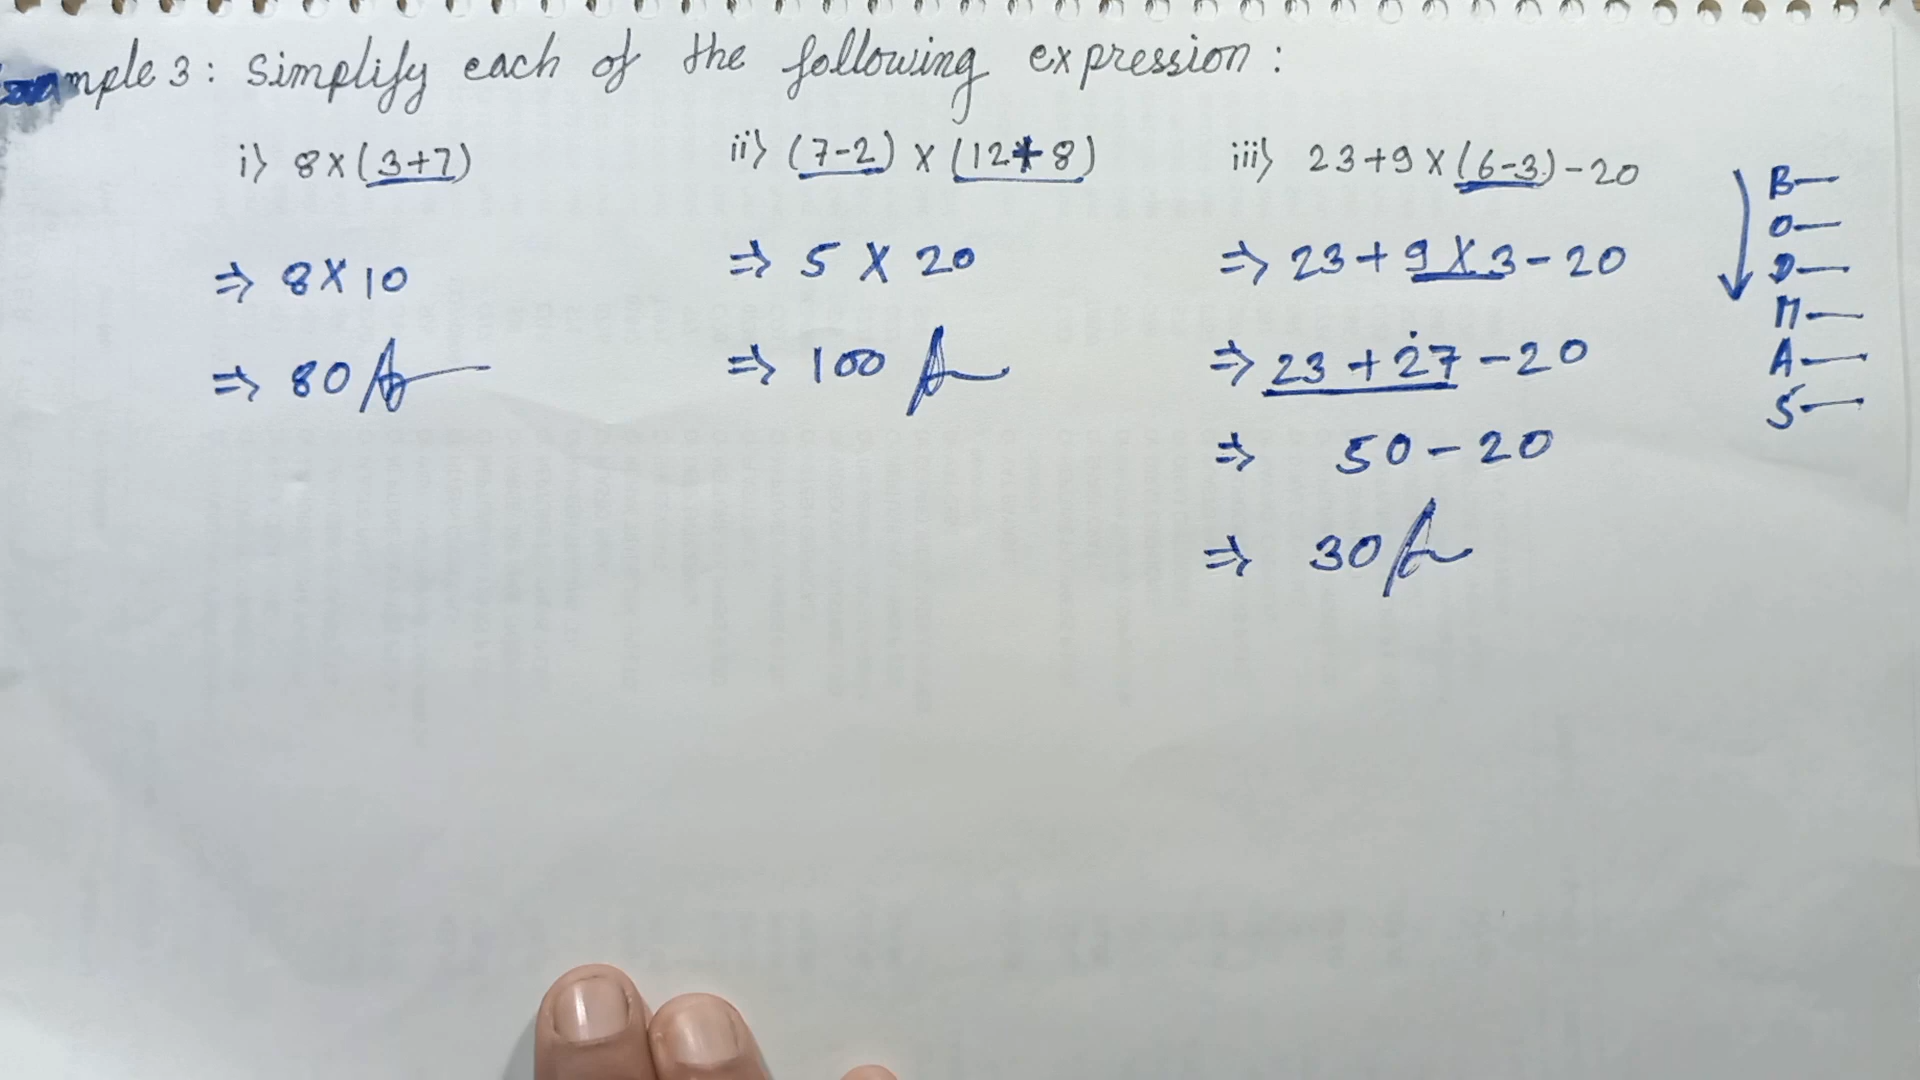 mple 3: Simplify each of the following expression:
i) 8 × (3+7)
⇒ 8 × 10
⇒ 80
ii) (7-2) × (12+8)
⇒ 5 × 20
⇒ 100
iii) 23+9 × (6-3)-20
⇒ 23+9×3-20
⇒ 23+27-20
⇒ 50-20
⇒ 30
B—
O—
D—
M—
A—
S—